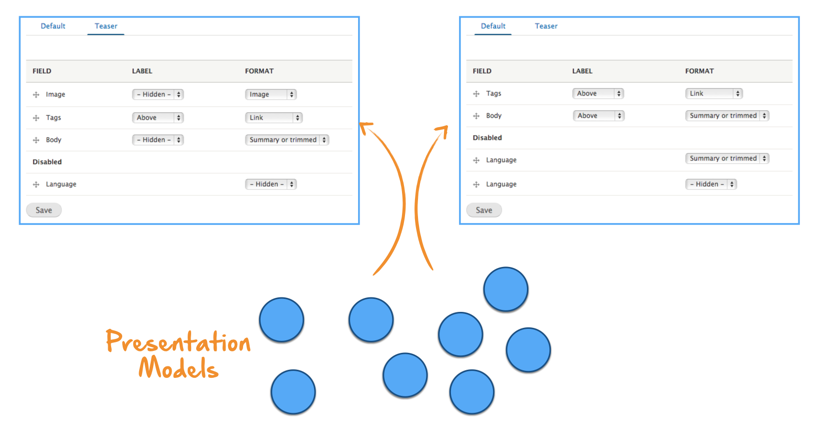 Default Teaser
FIELD LABEL FORMAT
Image - Hidden - Image
Tags Above Link
Body - Hidden - Summary or trimmed
Disabled
Language - Hidden -
Save
Default Teaser
FIELD LABEL FORMAT
Tags Above Link
Body Above Summary or trimmed
Disabled
Language Summary or trimmed
Language - Hidden -
Save
Presentation
Models